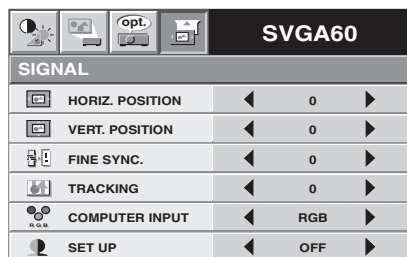 opt.
SVGA60
SIGNAL
HORIZ. POSITION 0
VERT. POSITION 0
FINE SYNC. 0
TRACKING 0
R G B COMPUTER INPUT RGB
SET UP OFF